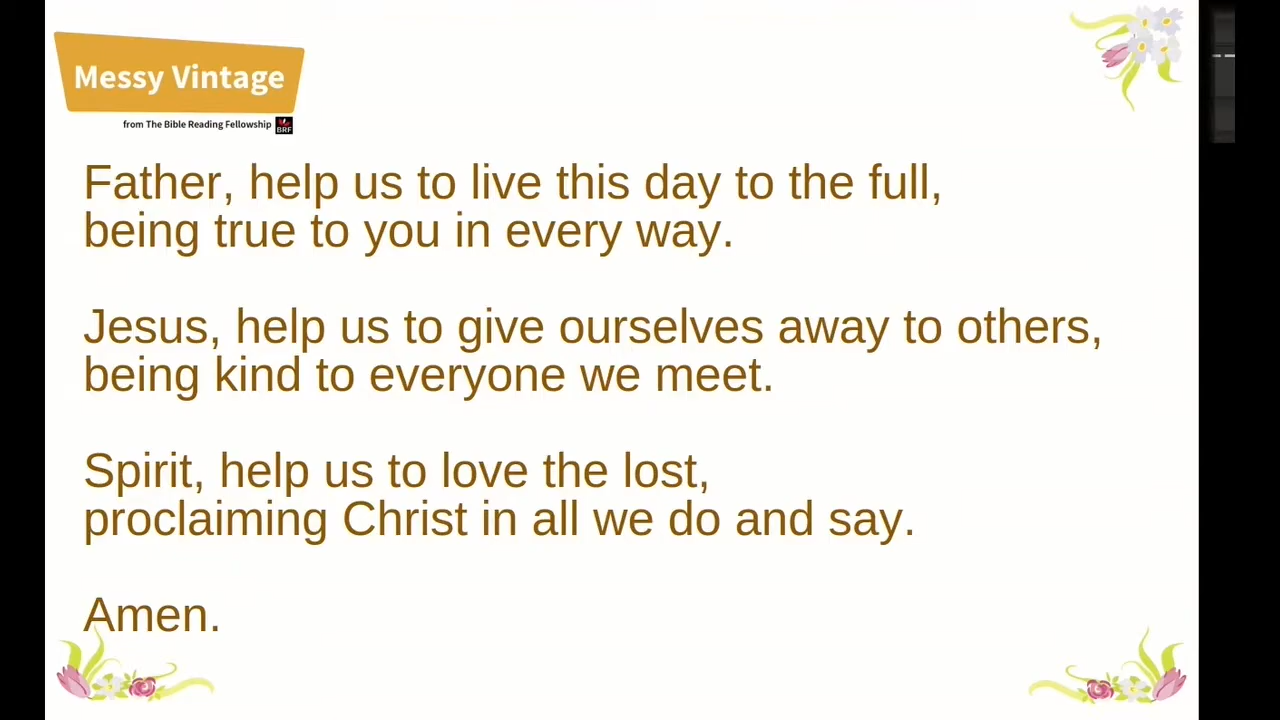 Messy Vintage
from The Bible Reading Fellowship BRF
Father, help us to live this day to the full,
being true to you in every way.
Jesus, help us to give ourselves away to others,
being kind to everyone we meet.
Spirit, help us to love the lost,
proclaiming Christ in all we do and say.
Amen.